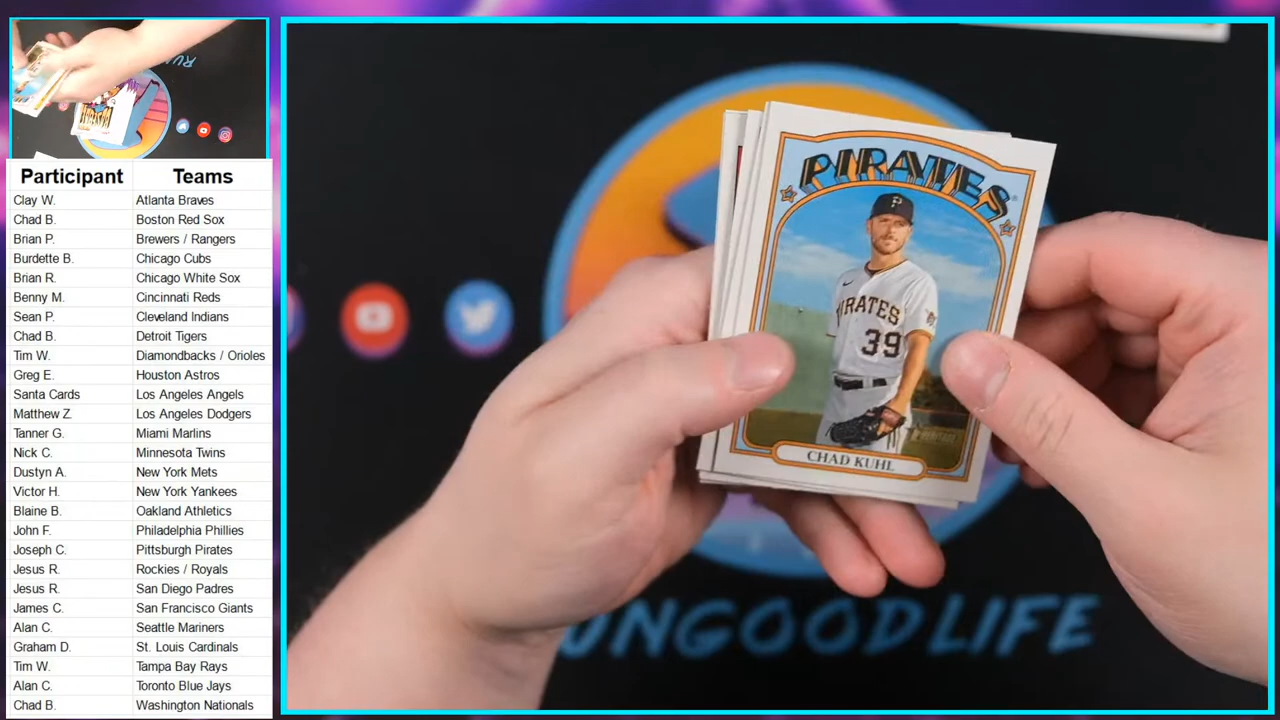 Participant Teams
Clay W. Atlanta Braves
Chad B. Boston Red Sox
Brian P. Brewers / Rangers
Burdette B. Chicago Cubs
Brian R. Chicago White Sox
Benny M. Cincinnati Reds
Sean P. Cleveland Indians
Chad B. Detroit Tigers
Tim W. Diamondbacks / Orioles
Greg E. Houston Astros
Santa Cards Los Angeles Angels
Matthew Z. Los Angeles Dodgers
Tanner G. Miami Marlins
Nick C. Minnesota Twins
Dustyn A. New York Mets
Victor H. New York Yankees
Blaine B. Oakland Athletics
John F. Philadelphia Phillies
Joseph C. Pittsburgh Pirates
Jesus R. Rockies / Royals
Jesus R. San Diego Padres
James C. San Francisco Giants
Alan C. Seattle Mariners
Graham D. St. Louis Cardinals
Tim W. Tampa Bay Rays
Alan C. Toronto Blue Jays
Chad B. Washington Nationals
PIRATES
P
PIRATES
39
HERITAGE
CHAD KUHL
UNGOODLIFE